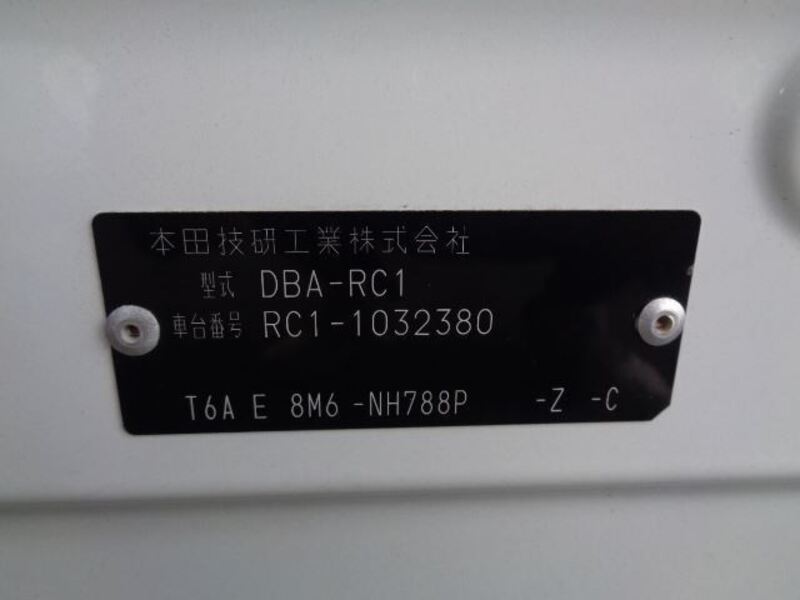 本田技研工業株式会社
型式 DBA-RC1
車台番号 RC1-1032380
T6A E 8M6 -NH788P -Z -C